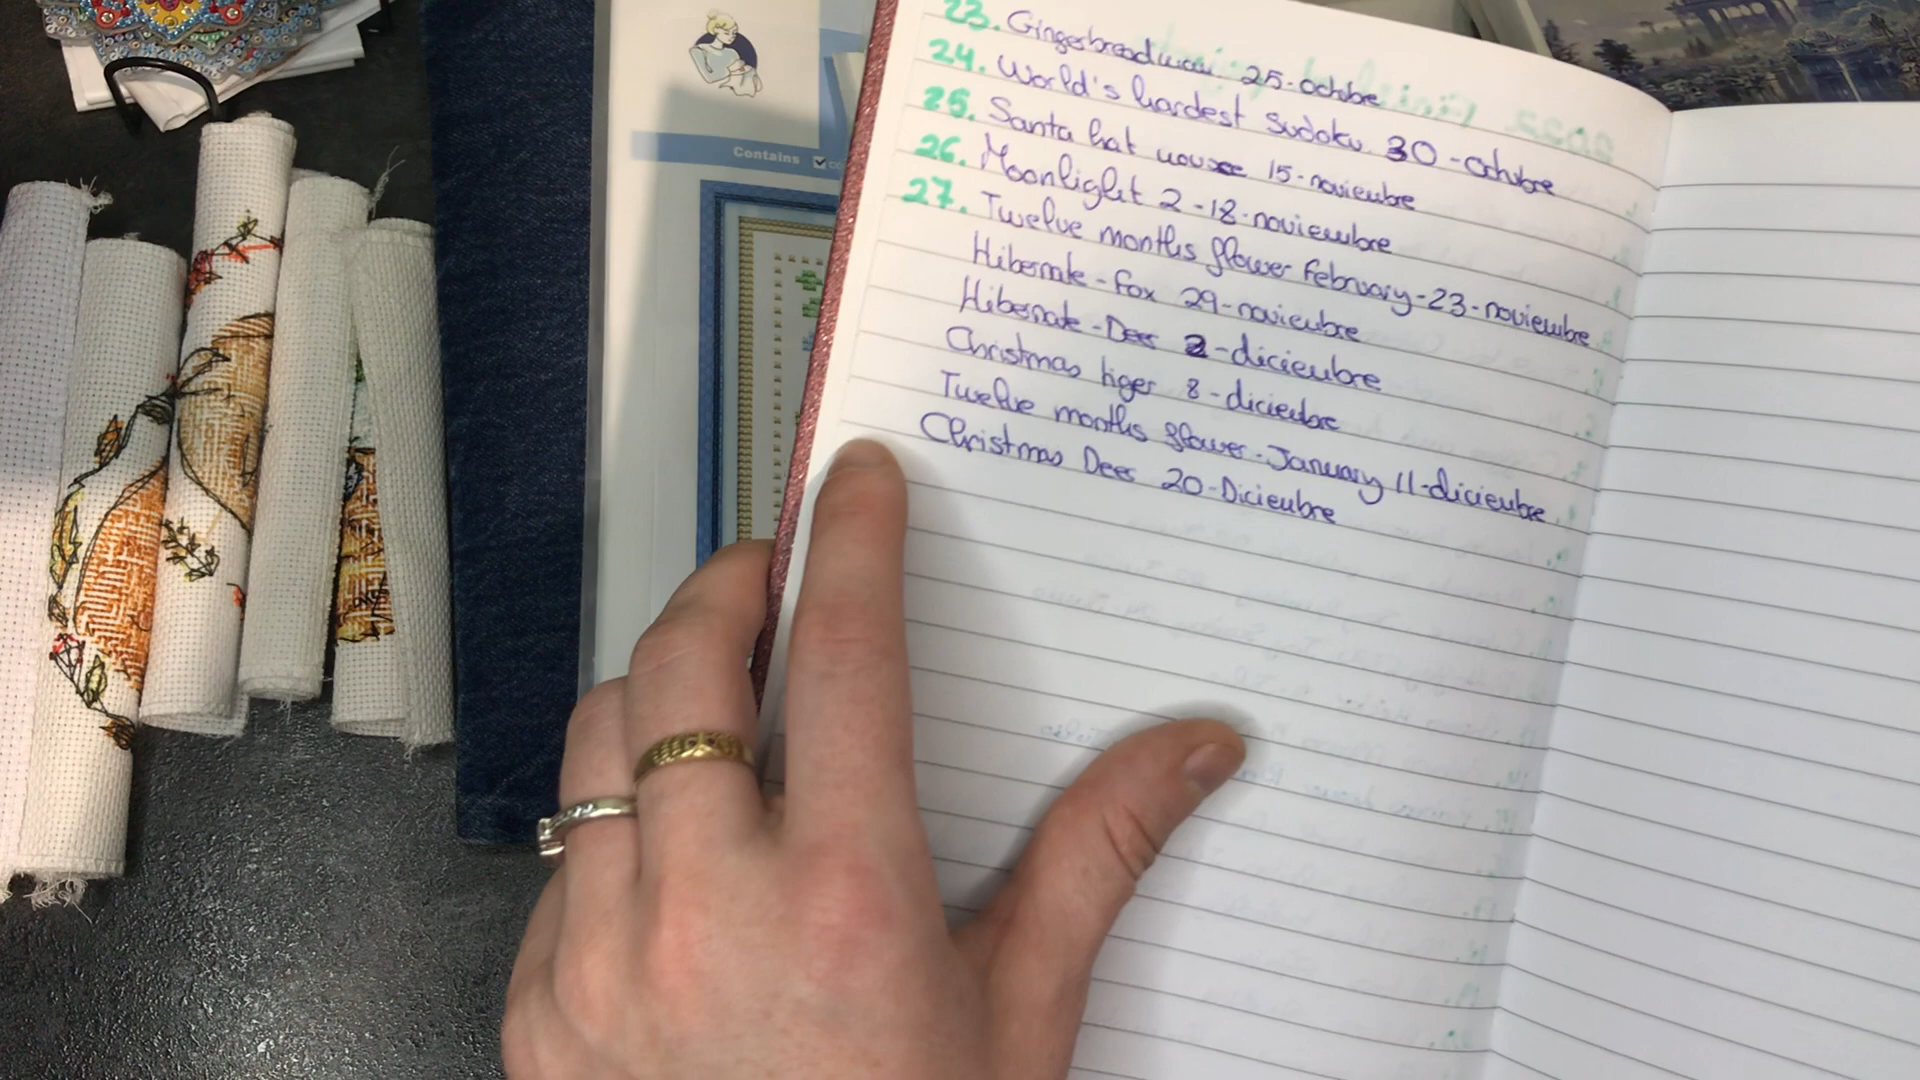 Contains
23. Gingerbread man 25-octubre
24. World's hardest Sudoku 30-octubre
25. Santa hat mouse 15-noviembre
26. Moonlight 2-18-noviembre
27. Twelve months flower February-23-noviembre
Hibernate-Fox 29-noviembre
Hibernate-Deer 2-diciembre
Christmas tiger 8-diciembre
Twelve months flower-January 11-diciembre
Christmas Deer 20-Diciembre